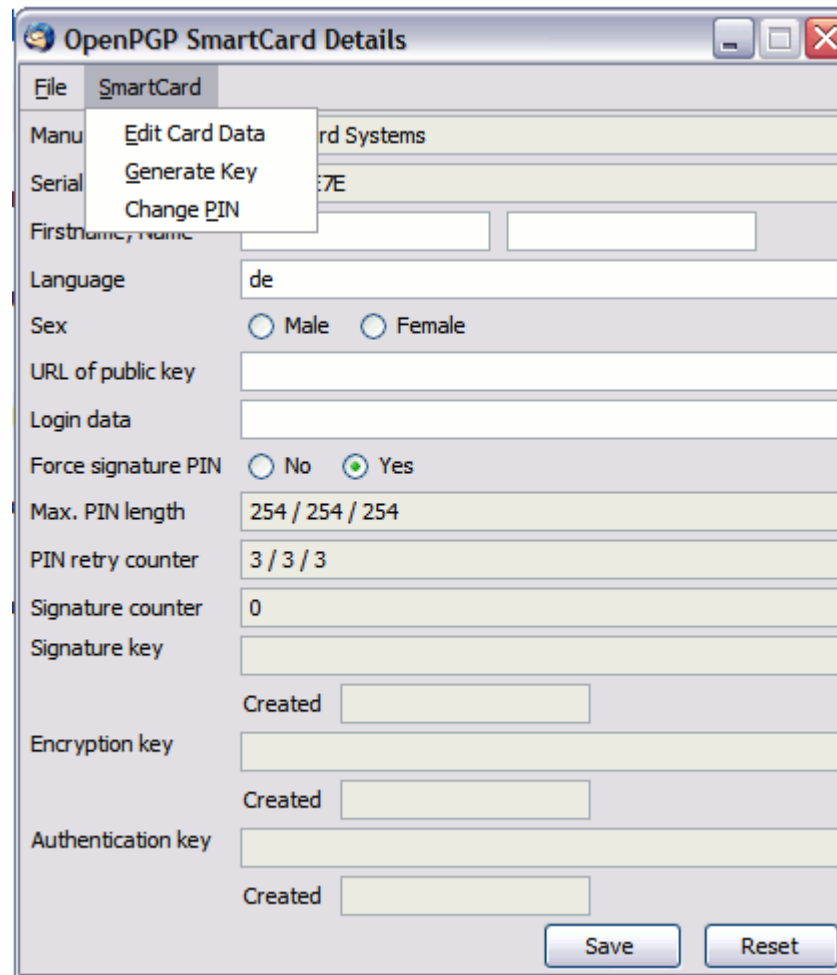 OpenPGP SmartCard Details
File SmartCard
Edit Card Data
Generate Key
Change PIN
Manu rd Systems
Serial E7E
Firstname, Name
Language de
Sex Male Female
URL of public key
Login data
Force signature PIN No Yes
Max. PIN length 254 / 254 / 254
PIN retry counter 3 / 3 / 3
Signature counter 0
Signature key
Created
Encryption key
Created
Authentication key
Created
Save Reset